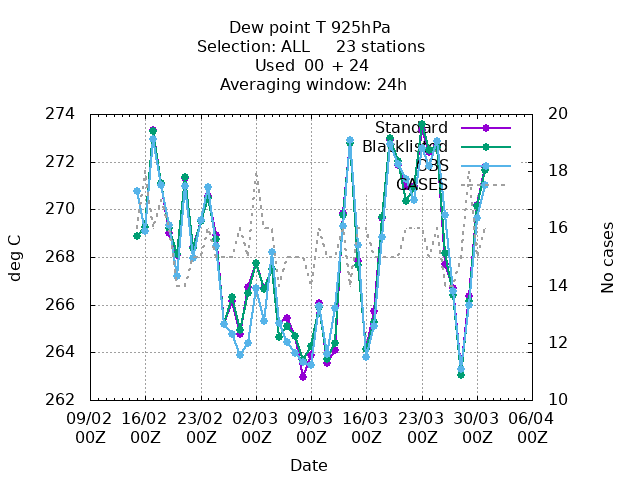 Dew point T 925hPa
Selection: ALL     23 stations
Used  00  + 24
Averaging window: 24h
274
272
270
268
266
264
262
deg C
20
18
16
14
12
10
No cases
Standard
Blacklisted
OBS
CASES
09/02 16/02 23/02 02/03 09/03 16/03 23/03 30/03 06/04
00Z 00Z 00Z 00Z 00Z 00Z 00Z 00Z 00Z
Date